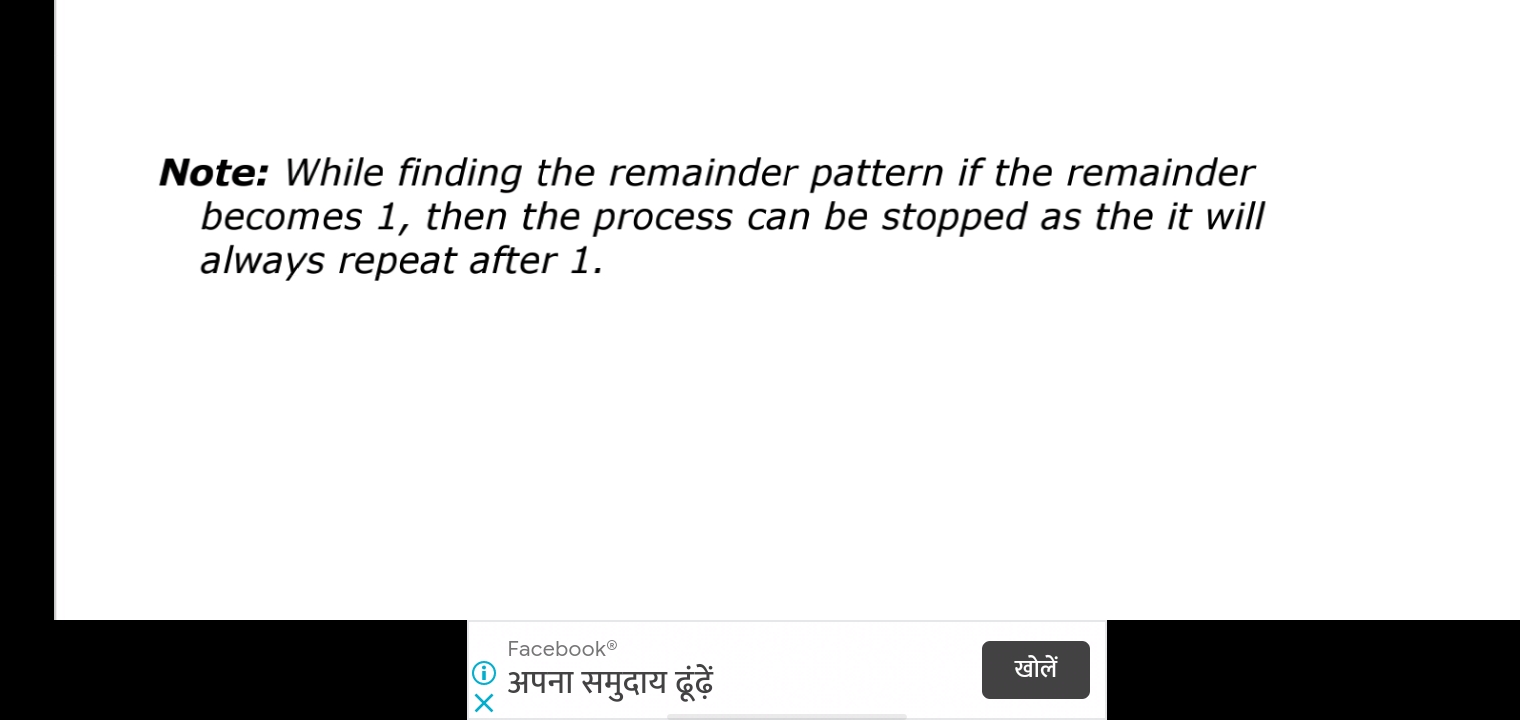 Note: While finding the remainder pattern if the remainder
becomes 1, then the process can be stopped as the it will
always repeat after 1.
Facebook®
अपना समुदाय ढूंढ़ें
खोलें